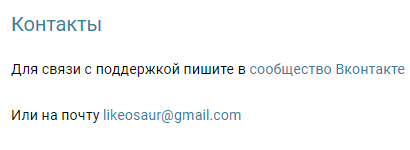 Контакты
Для связи с поддержкой пишите в сообщество Вконтакте
Или на почту likeosaur@gmail.com